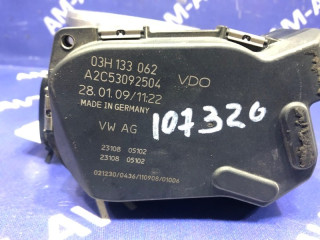 03H 133 062
A2C53092504
VDO
28.01.09/11:22
MADE IN GERMANY
VW AG
107320
23108 05102
23108 05102